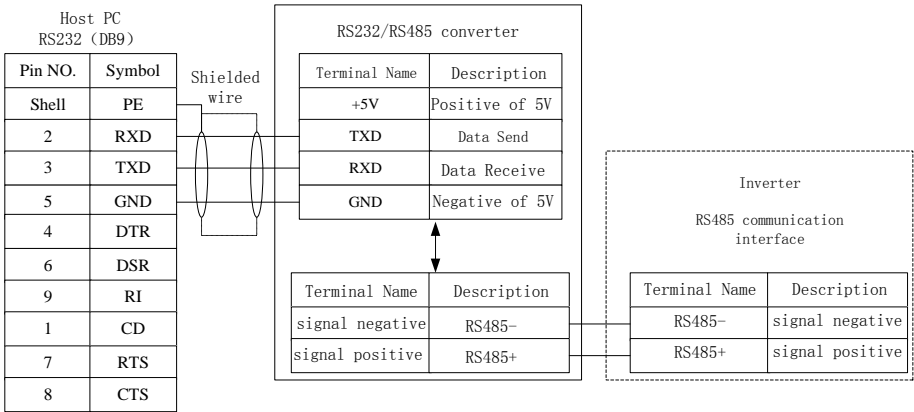 Host PC
RS232 (DB9)
Pin NO. Symbol
Shell PE
2 RXD
3 TXD
5 GND
4 DTR
6 DSR
9 RI
1 CD
7 RTS
8 CTS
Shielded
wire
RS232/RS485 converter
Terminal Name Description
+5V Positive of 5V
TXD Data Send
RXD Data Receive
GND Negative of 5V
Terminal Name Description
signal negative RS485-
signal positive RS485+
Inverter
RS485 communication
interface
Terminal Name Description
RS485- signal negative
RS485+ signal positive